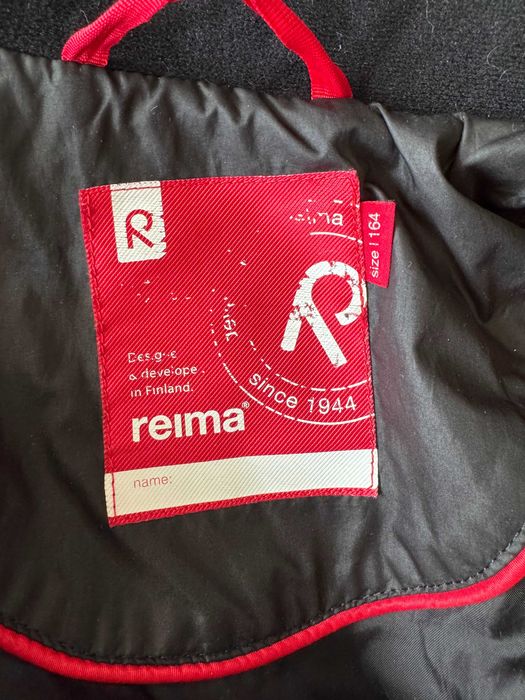 reima
size | 164
Designe
& develope
in Finland.
since 1944
reima®
name: